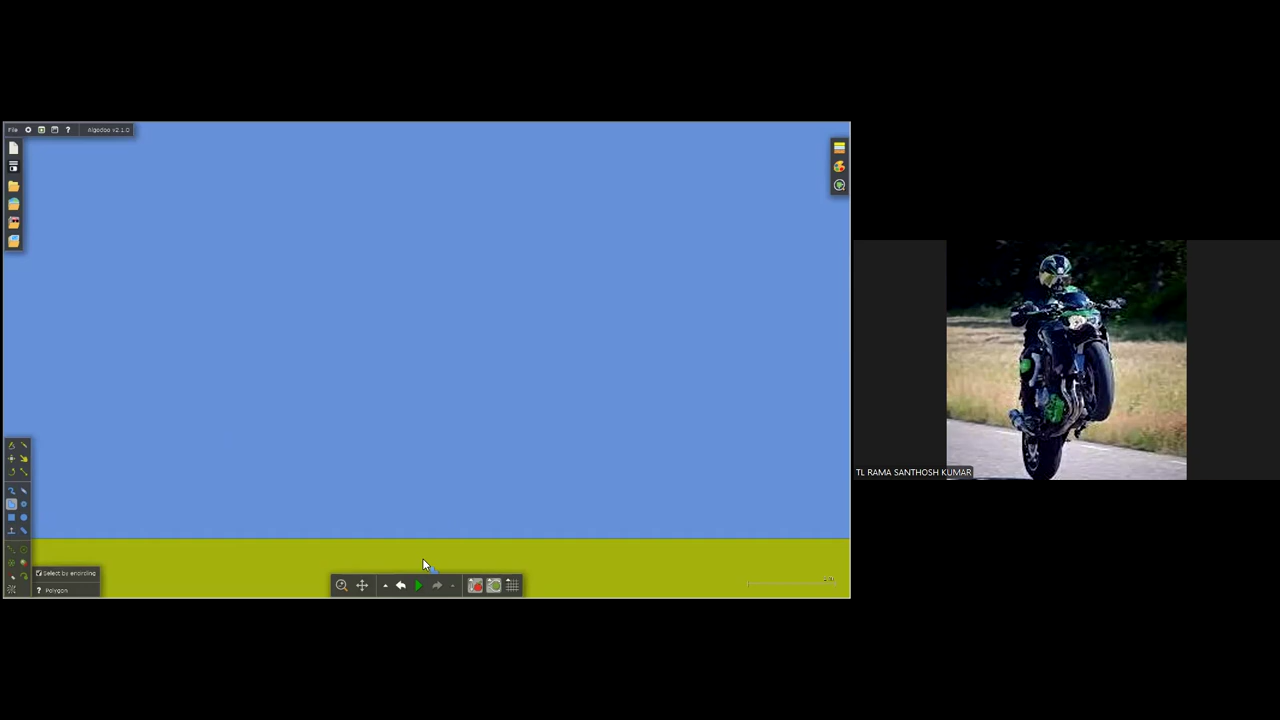 File ? Algodoo v2.1.0
Select by encircling
? Polygon
TL RAMA SANTHOSH KUMAR